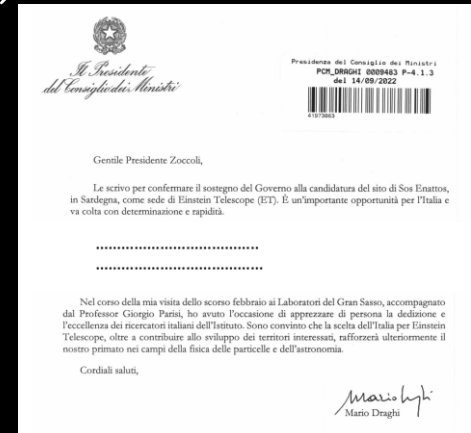 Il Presidente
del Consiglio dei Ministri
Presidenza del Consiglio dei Ministri
PCM_DRAGHI 0009483 P-4.1.3
del 14/09/2022
41973863
Gentile Presidente Zoccoli,
Le scrivo per confermare il sostegno del Governo alla candidatura del sito di Sos Enattos,
in Sardegna, come sede di Einstein Telescope (ET). È un'importante opportunità per l'Italia e
va colta con determinazione e rapidità.
.......................................
........................................
Nel corso della mia visita dello scorso febbraio ai Laboratori del Gran Sasso, accompagnato
dal Professor Giorgio Parisi, ho avuto l'occasione di apprezzare di persona la dedizione e
l'eccellenza dei ricercatori italiani dell'Istituto. Sono convinto che la scelta dell'Italia per Einstein
Telescope, oltre a contribuire allo sviluppo dei territori interessati, rafforzerà ulteriormente il
nostro primato nei campi della fisica delle particelle e dell'astronomia.
Cordiali saluti,
Mario Draghi